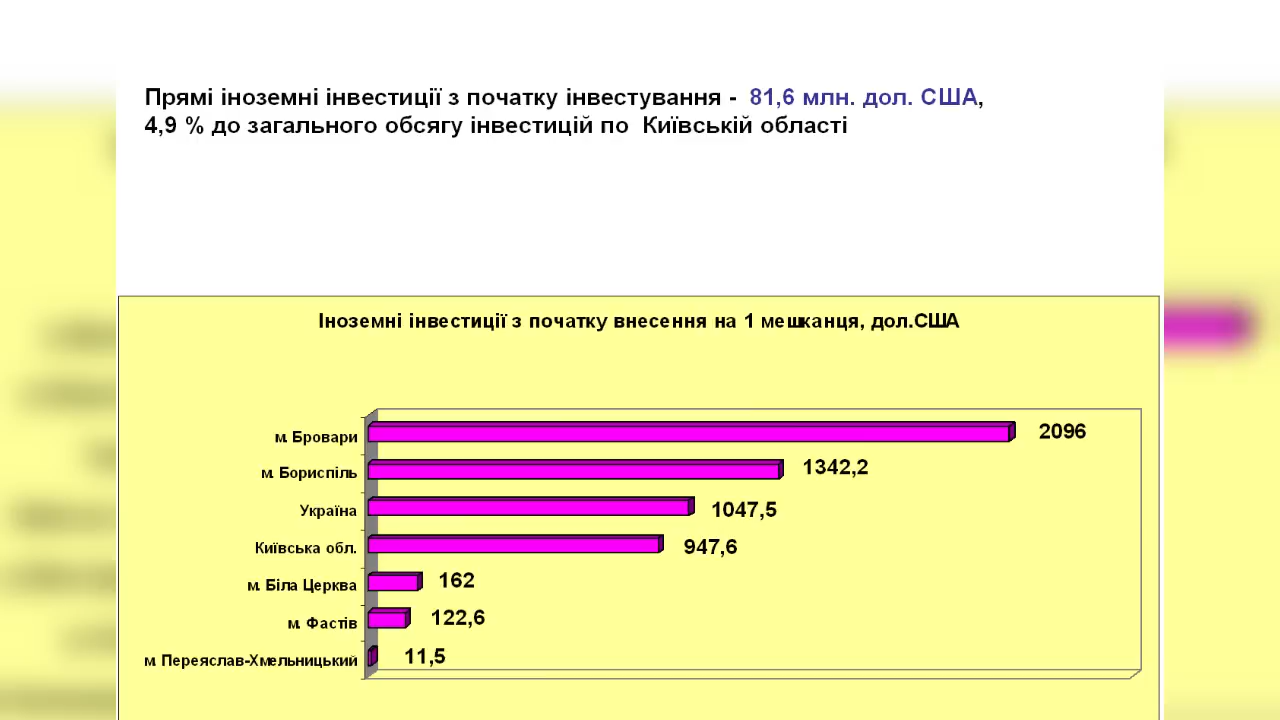 Прямі іноземні інвестиції з початку інвестування - 81,6 млн. дол. США,
4,9 % до загального обсягу інвестицій по Київській області
Іноземні інвестиції з початку внесення на 1 мешканця, дол.США
м. Бровари 2096
м. Бориспіль 1342,2
Україна 1047,5
Київська обл. 947,6
м. Біла Церква 162
м. Фастів 122,6
м. Переяслав-Хмельницький 11,5